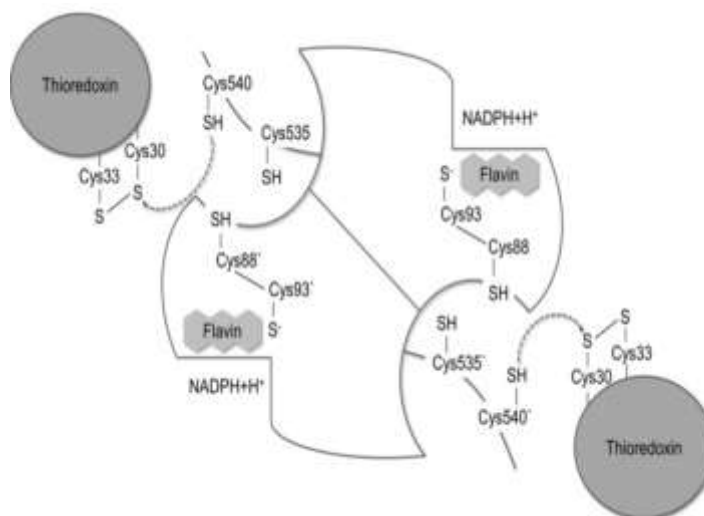 Thioredoxin
Cys33
Cys30
S
S
Cys540
SH
Cys535
SH
SH
Cys88´
Cys93´
Flavin
S-
NADPH+H+
NADPH+H+
S-
Flavin
Cys93
Cys88
SH
SH
Cys535´
SH
Cys540´
S
S
Cys30
Cys33
Thioredoxin